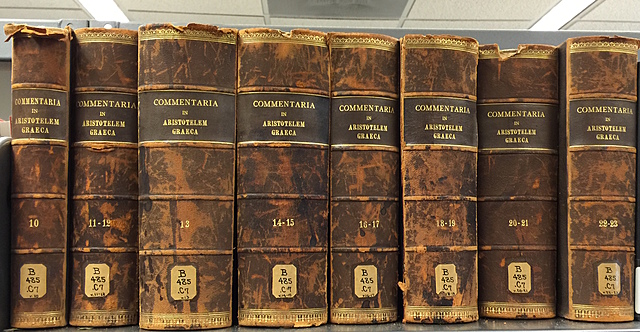 COMMENTARIA
IN
ARISTOTELEM
GRAECA
10
B
485
.C7
COMMENTARIA
IN
ARISTOTELEM
GRAECA
11-12
B
485
.C7
COMMENTARIA
IN
ARISTOTELEM
GRAECA
13
B
485
.C7
COMMENTARIA
IN
ARISTOTELEM
GRAECA
14-15
B
485
.C7
COMMENTARIA
IN
ARISTOTELEM
GRAECA
16-17
B
485
.C7
COMMENTARIA
IN
ARISTOTELEM
GRAECA
18-19
B
485
.C7
COMMENTARIA
IN
ARISTOTELEM
GRAECA
20-21
B
485
.C7
COMMENTARIA
IN
ARISTOTELEM
GRAECA
22-23
B
485
.C7